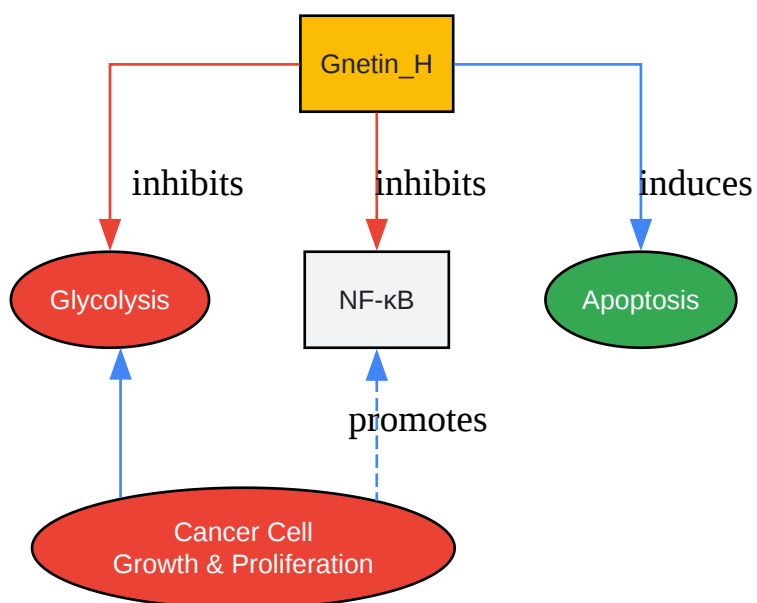 Gnetin_H
inhibits
inhibits
induces
Glycolysis
NF-κB
Apoptosis
promotes
Cancer Cell
Growth & Proliferation